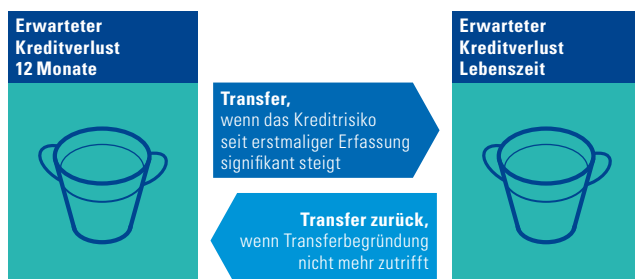 Erwarteter
Kreditverlust
12 Monate
Transfer,
wenn das Kreditrisiko
seit erstmaliger Erfassung
signifikant steigt
Transfer zurück,
wenn Transferbegründung
nicht mehr zutrifft
Erwarteter
Kreditverlust
Lebenszeit